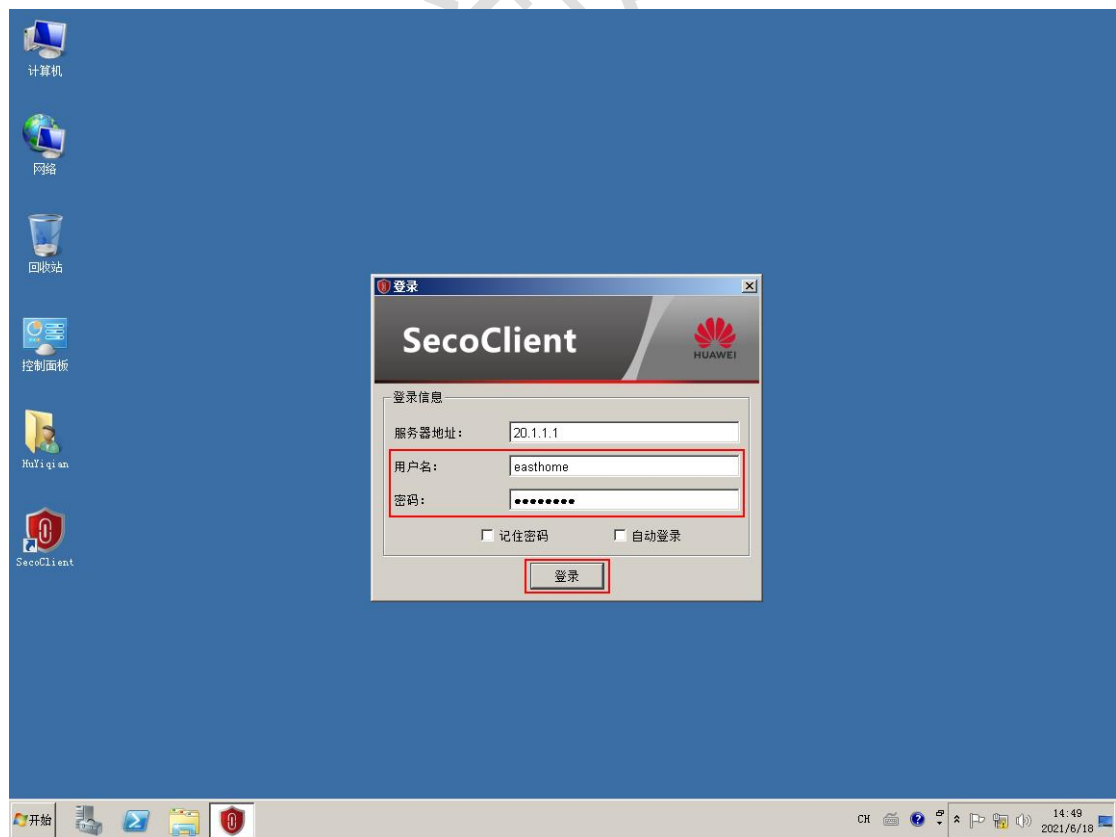 计算机
网络
回收站
控制面板
HuYiqian
SecoClient
登录
SecoClient
HUAWEI
登录信息
服务器地址: 20.1.1.1
用户名: easthome
密码: ●●●●●●●●
记住密码 自动登录
登录
开始
CH
14:49
2021/6/18